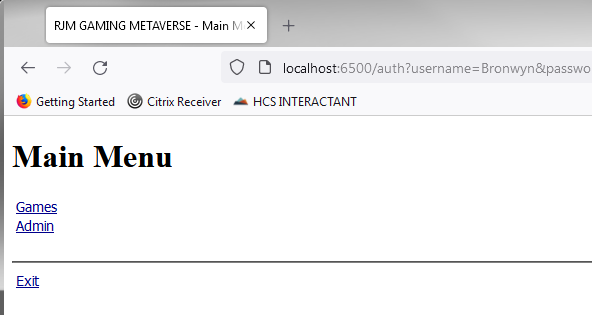 RJM GAMING METAVERSE - Main M
localhost:6500/auth?username=Bronwyn&passwo
Getting Started Citrix Receiver HCS INTERACTANT
Main Menu
Games
Admin
Exit